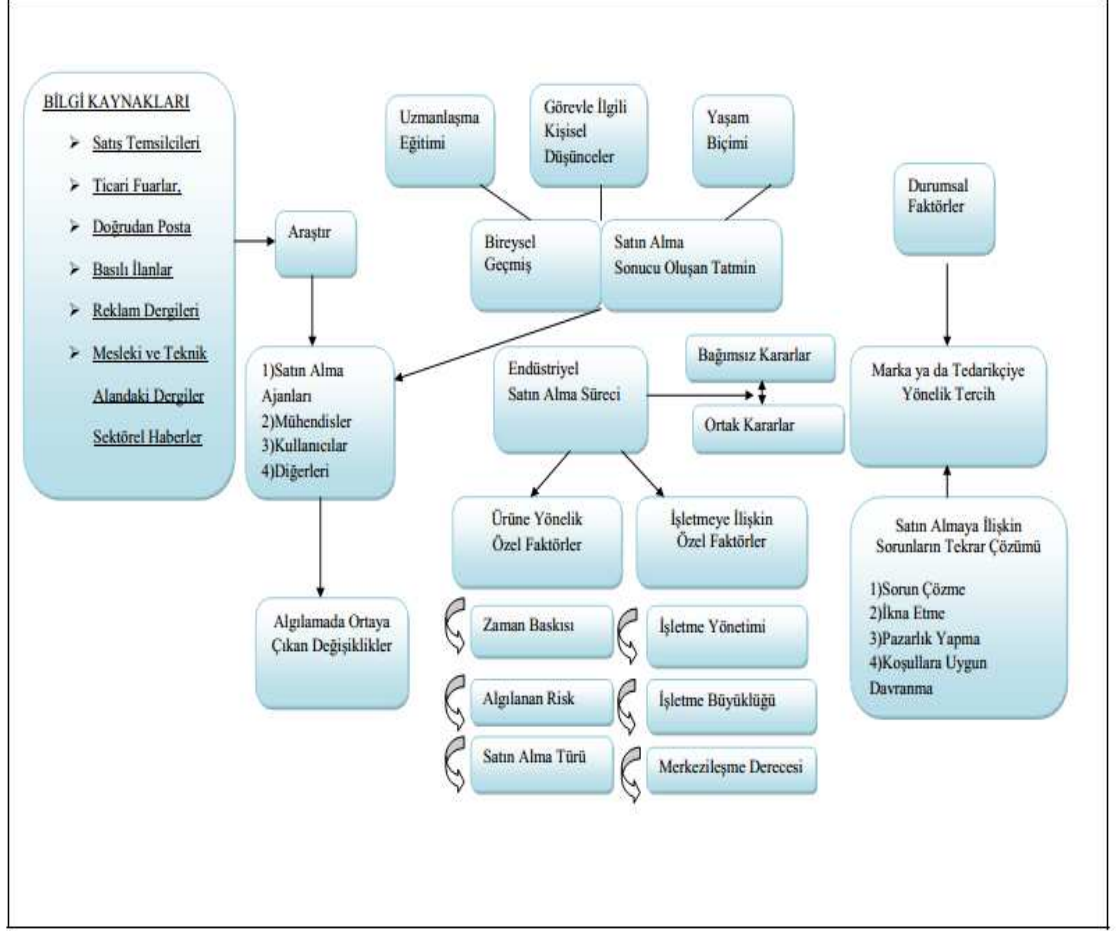 BİLGİ KAYNAKLARI
Satış Temsilcileri
Ticari Fuarlar,
Doğrudan Posta
Basılı İlanlar
Reklam Dergileri
Mesleki ve Teknik
Alandaki Dergiler
Sektörel Haberler
Araştır
1)Satın Alma
Ajanları
2)Mühendisler
3)Kullanıcılar
4)Diğerleri
Algılamada Ortaya
Çıkan Değişiklikler
Uzmanlaşma
Eğitimi
Görevle İlgili
Kişisel
Düşünceler
Yaşam
Biçimi
Bireysel
Geçmiş
Satın Alma
Sonucu Oluşan Tatmin
Endüstriyel
Satın Alma Süreci
Bağımsız Kararlar
Ortak Kararlar
Ürüne Yönelik
Özel Faktörler
Zaman Baskısı
Algılanan Risk
Satın Alma Türü
İşletmeye İlişkin
Özel Faktörler
İşletme Yönetimi
İşletme Büyüklüğü
Merkezileşme Derecesi
Durumsal
Faktörler
Marka ya da Tedarikçiye
Yönelik Tercih
Satın Almaya İlişkin
Sorunların Tekrar Çözümü
1)Sorun Çözme
2)İkna Etme
3)Pazarlık Yapma
4)Koşullara Uygun
Davranma